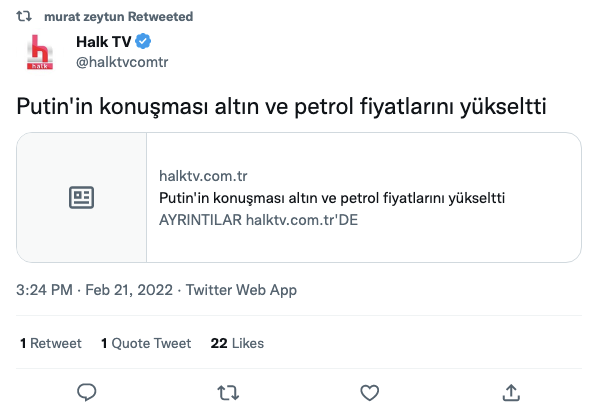 murat zeytun Retweeted
Halk TV
halk
@halktvcomtr
Putin'in konuşması altın ve petrol fiyatlarını yükseltti
halktv.com.tr
Putin'in konuşması altın ve petrol fiyatlarını yükseltti
AYRINTILAR halktv.com.tr'DE
3:24 PM · Feb 21, 2022 · Twitter Web App
1 Retweet 1 Quote Tweet 22 Likes